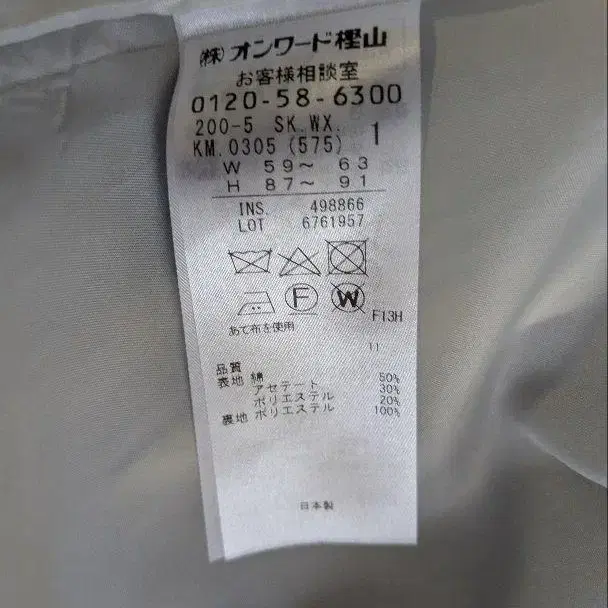 ㈱オンワード樫山
お客様相談室
0120-58-6300
200-5 SK.WX. 1
KM.0305 (575)
W 59～ 63
H 87～ 91
INS. 498866
LOT 6761957
F W
あて布を使用 F13H
11
品質
表地 綿 50%
アセテート 30%
ポリエステル 20%
裏地 ポリエステル 100%
日本製